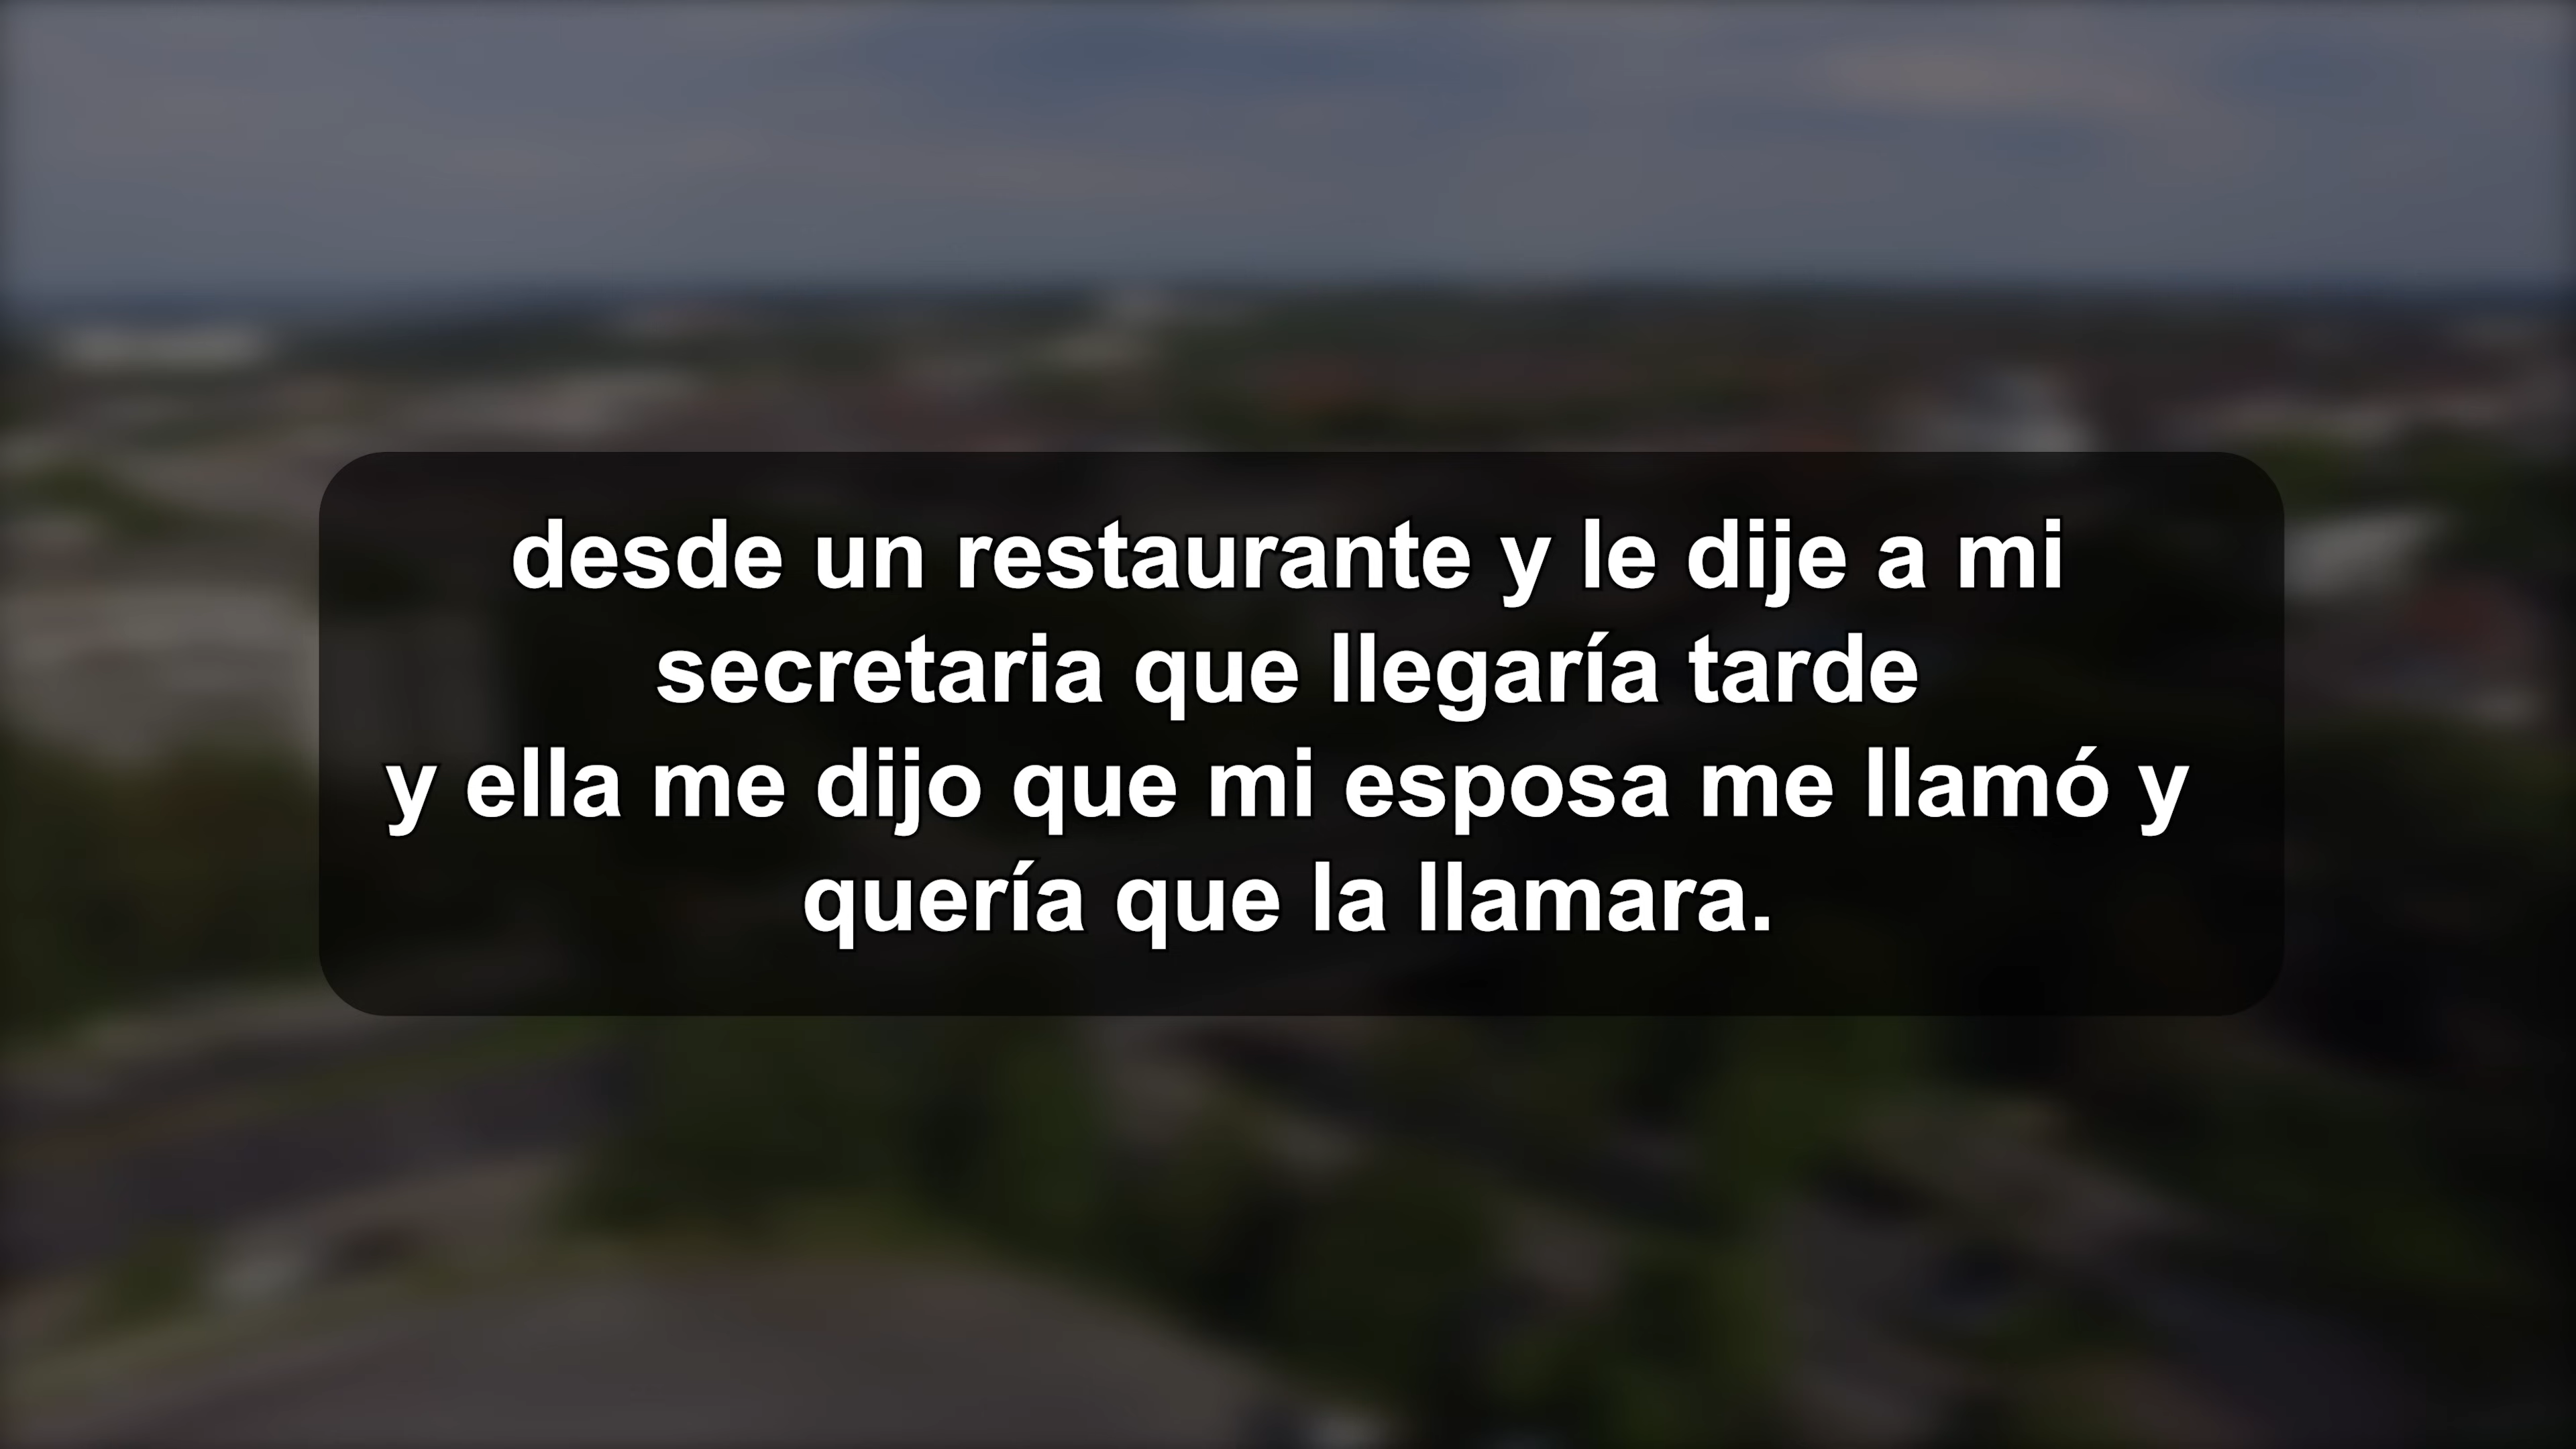 desde un restaurante y le dije a mi
secretaria que llegaría tarde
y ella me dijo que mi esposa me llamó y
quería que la llamara.